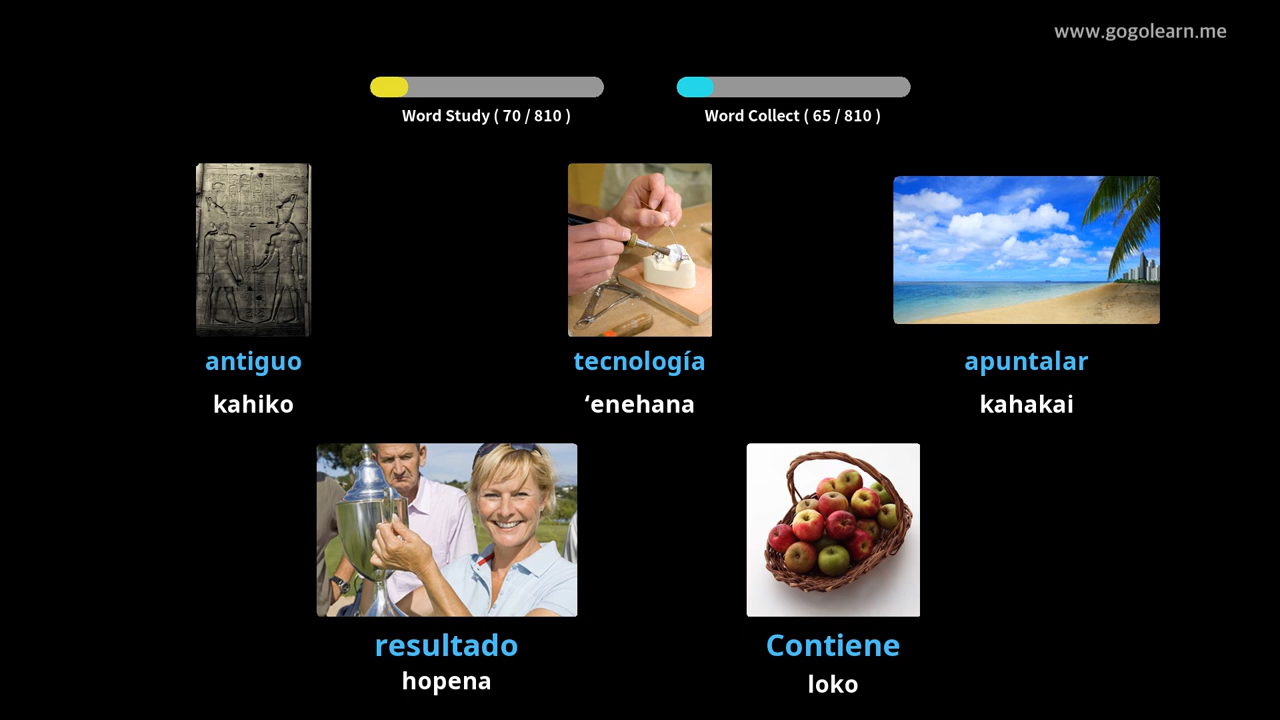 www.gogolearn.me
Word Study ( 70 / 810 )
Word Collect ( 65 / 810 )
antiguo
kahiko
tecnología
ʻenehana
apuntalar
kahakai
resultado
hopena
Contiene
loko